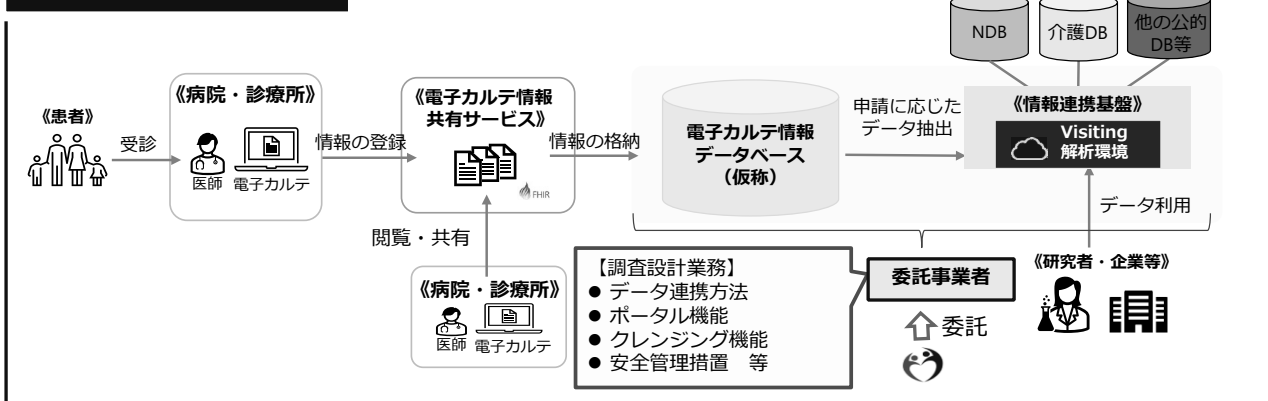 NDB
介護DB
他の公的
DB等
《患者》
受診
《病院・診療所》
医師
電子カルテ
情報の登録
《電子カルテ情報
共有サービス》
FHIR
情報の格納
電子カルテ情報
データベース
（仮称）
申請に応じた
データ抽出
《情報連携基盤》
Visiting
解析環境
データ利用
閲覧・共有
《病院・診療所》
医師
電子カルテ
【調査設計業務】
● データ連携方法
● ポータル機能
● クレンジング機能
● 安全管理措置　等
委託事業者
委託
《研究者・企業等》